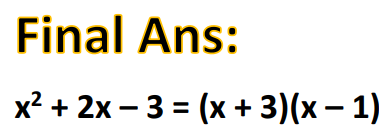 Final Ans:
x² + 2x – 3 = (x + 3)(x – 1)